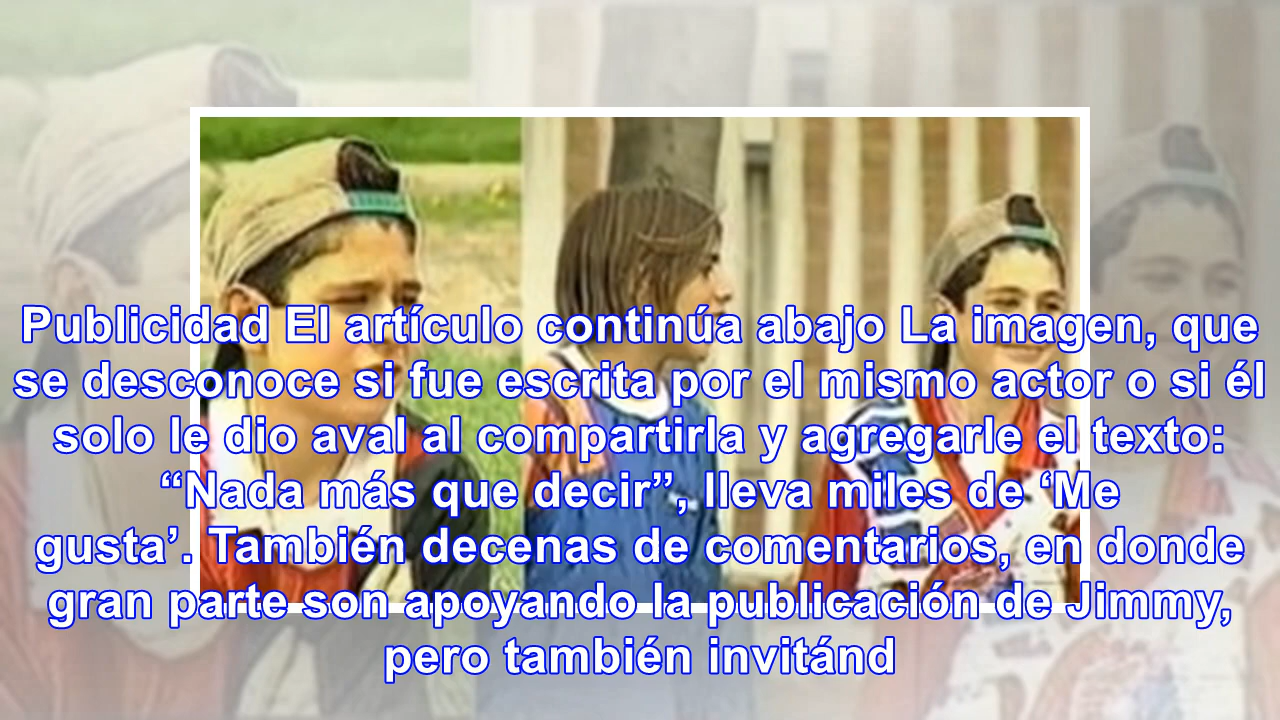 Publicidad El artículo continúa abajo La imagen, que
se desconoce si fue escrita por el mismo actor o si él
solo le dio aval al compartirla y agregarle el texto:
“Nada más que decir”, lleva miles de ‘Me
gusta’. También decenas de comentarios, en donde
gran parte son apoyando la publicación de Jimmy,
pero también invitánd